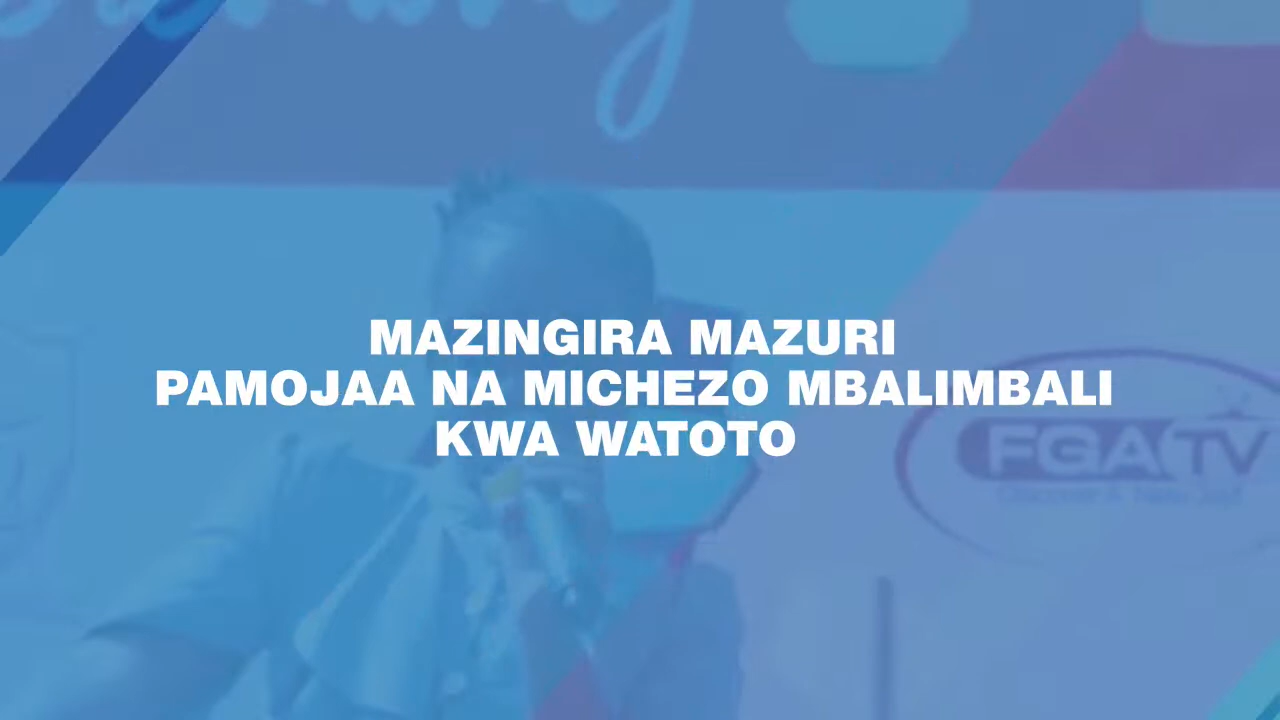 MAZINGIRA MAZURI
PAMOJAA NA MICHEZO MBALIMBALI
KWA WATOTO
FGA TV